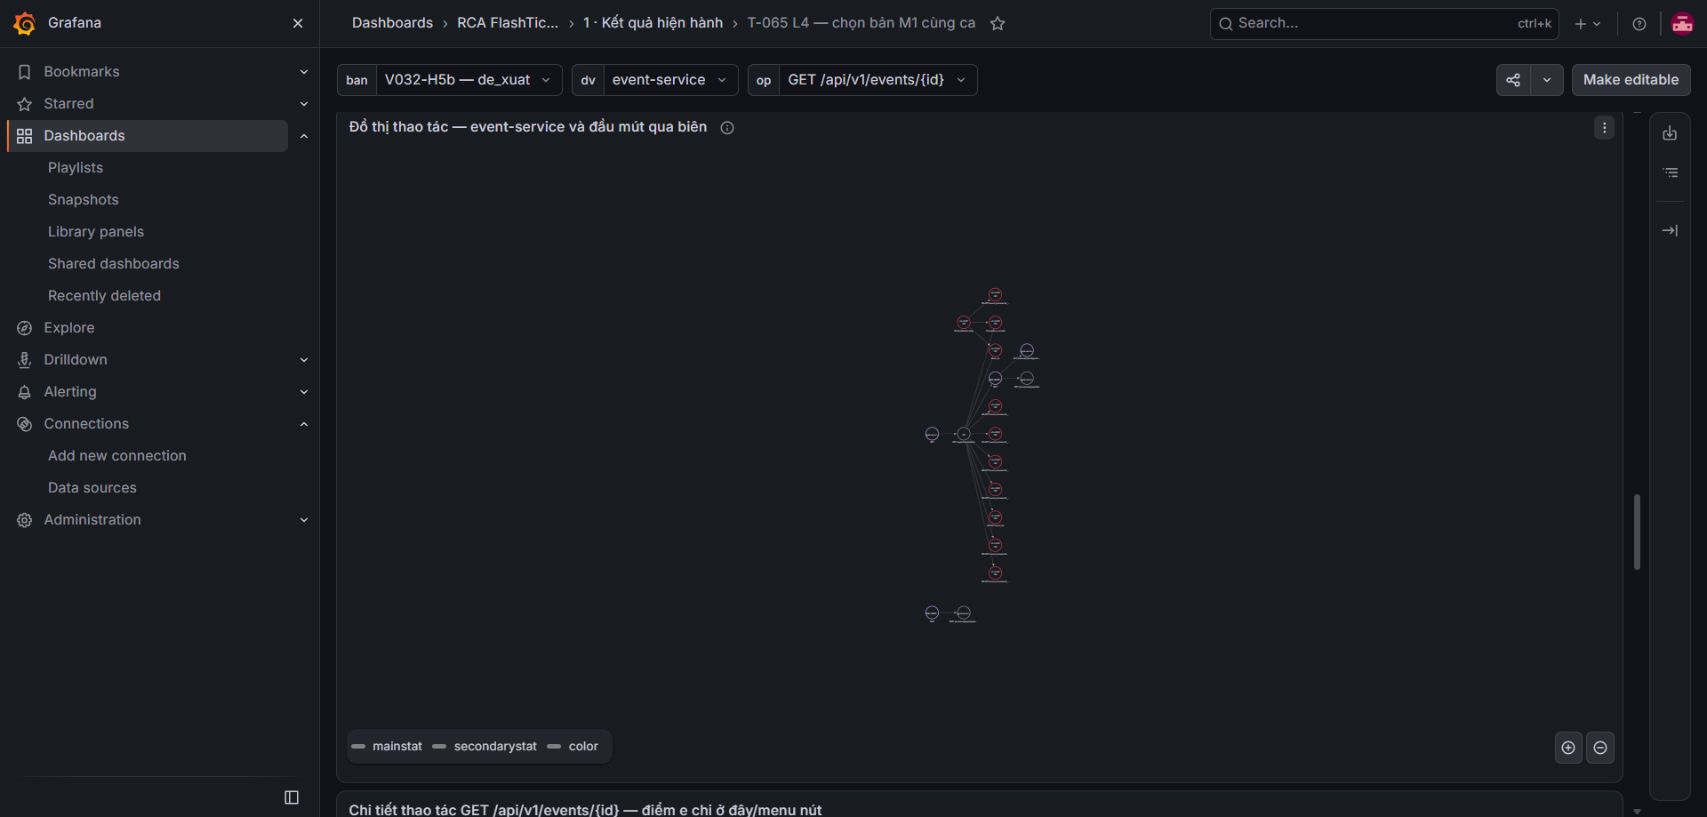 Grafana
Dashboards › RCA FlashTic... › 1 · Kết quả hiện hành › T-065 L4 — chọn bản M1 cùng ca
Search...
ctrl+k
Bookmarks
Starred
Dashboards
Playlists
Snapshots
Library panels
Shared dashboards
Recently deleted
Explore
Drilldown
Alerting
Connections
Add new connection
Data sources
Administration
ban
V032-H5b — de_xuat
dv
event-service
op
GET /api/v1/events/{id}
Make editable
Đồ thị thao tác — event-service và đầu mút qua biên
mainstat
secondarystat
color
Chi tiết thao tác GET /api/v1/events/{id} — điểm e chỉ ở đây/menu nút